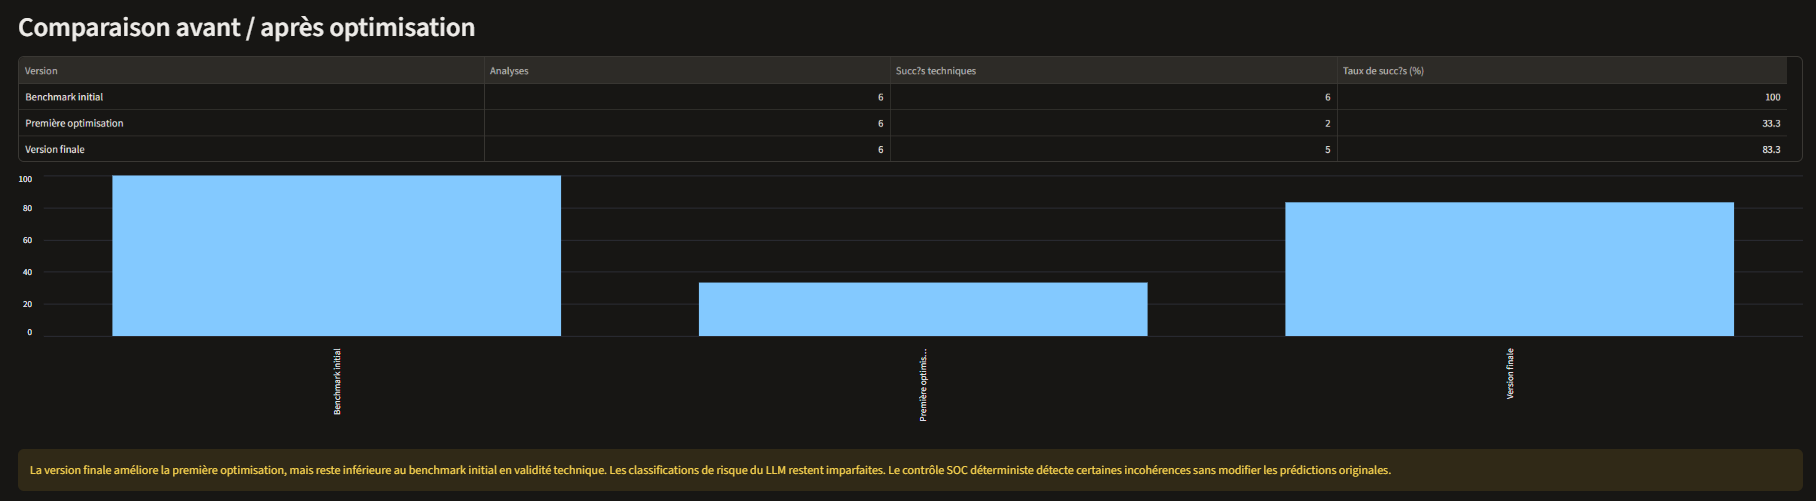 Comparaison avant / après optimisation
Version Analyses Succ?s techniques Taux de succ?s (%)
Benchmark initial 6 6 100
Première optimisation 6 2 33.3
Version finale 6 5 83.3
100
80
60
40
20
0
Benchmark initial
Première optimis...
Version finale
La version finale améliore la première optimisation, mais reste inférieure au benchmark initial en validité technique. Les classifications de risque du LLM restent imparfaites. Le contrôle SOC déterministe détecte certaines incohérences sans modifier les prédictions originales.